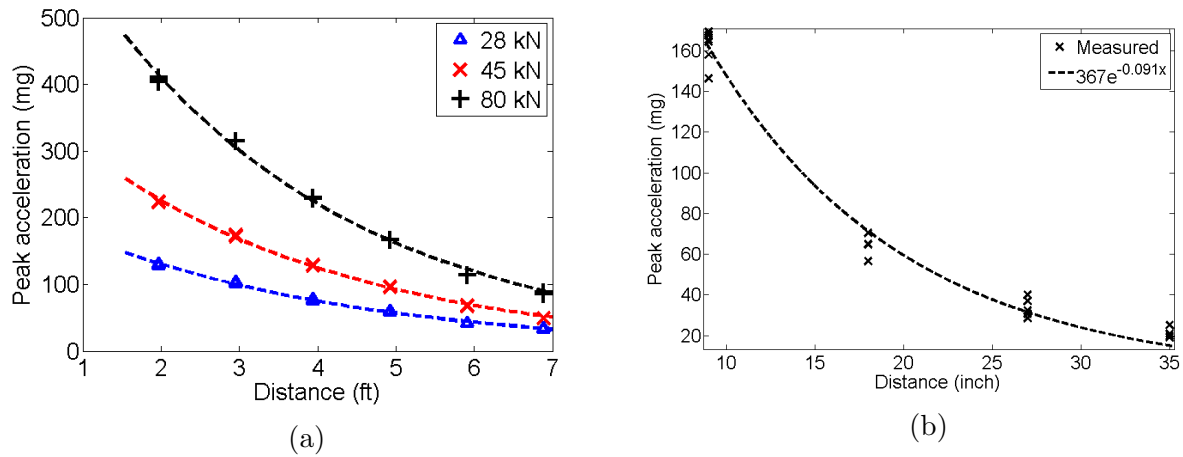 500
400
300
200
100
0
Peak acceleration (mg)
28 kN
45 kN
80 kN
1 2 3 4 5 6 7
Distance (ft)
(a)
160
140
120
100
80
60
40
20
Peak acceleration (mg)
Measured
367e^-0.091x
10 15 20 25 30 35
Distance (inch)
(b)